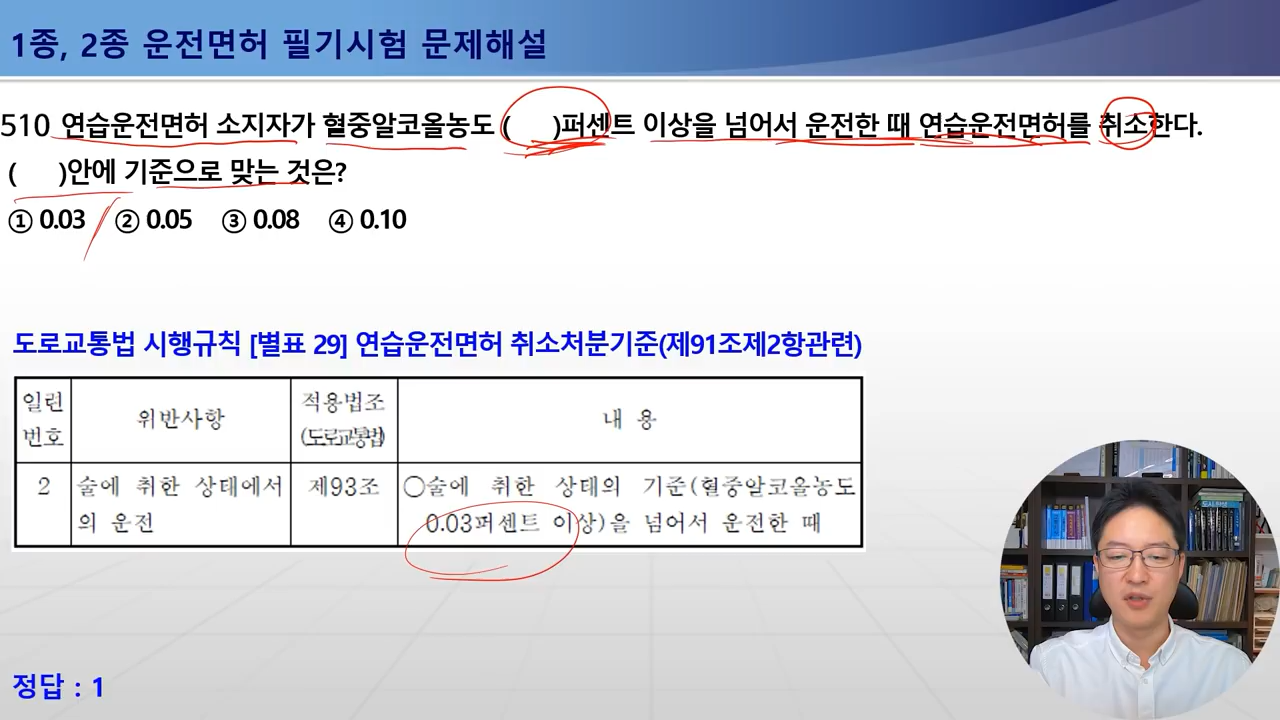 1종, 2종 운전면허 필기시험 문제해설
510 연습운전면허 소지자가 혈중알코올농도 ( )퍼센트 이상을 넘어서 운전한 때 연습운전면허를 취소한다.
( )안에 기준으로 맞는 것은?
① 0.03 ② 0.05 ③ 0.08 ④ 0.10
도로교통법 시행규칙 [별표 29] 연습운전면허 취소처분기준(제91조제2항관련)
일련
번호
위반사항
적용법조
(도로교통법)
내 용
2
술에 취한 상태에서
의 운전
제93조
○술에 취한 상태의 기준(혈중알코올농도
0.03퍼센트 이상)을 넘어서 운전한 때
정답 : 1